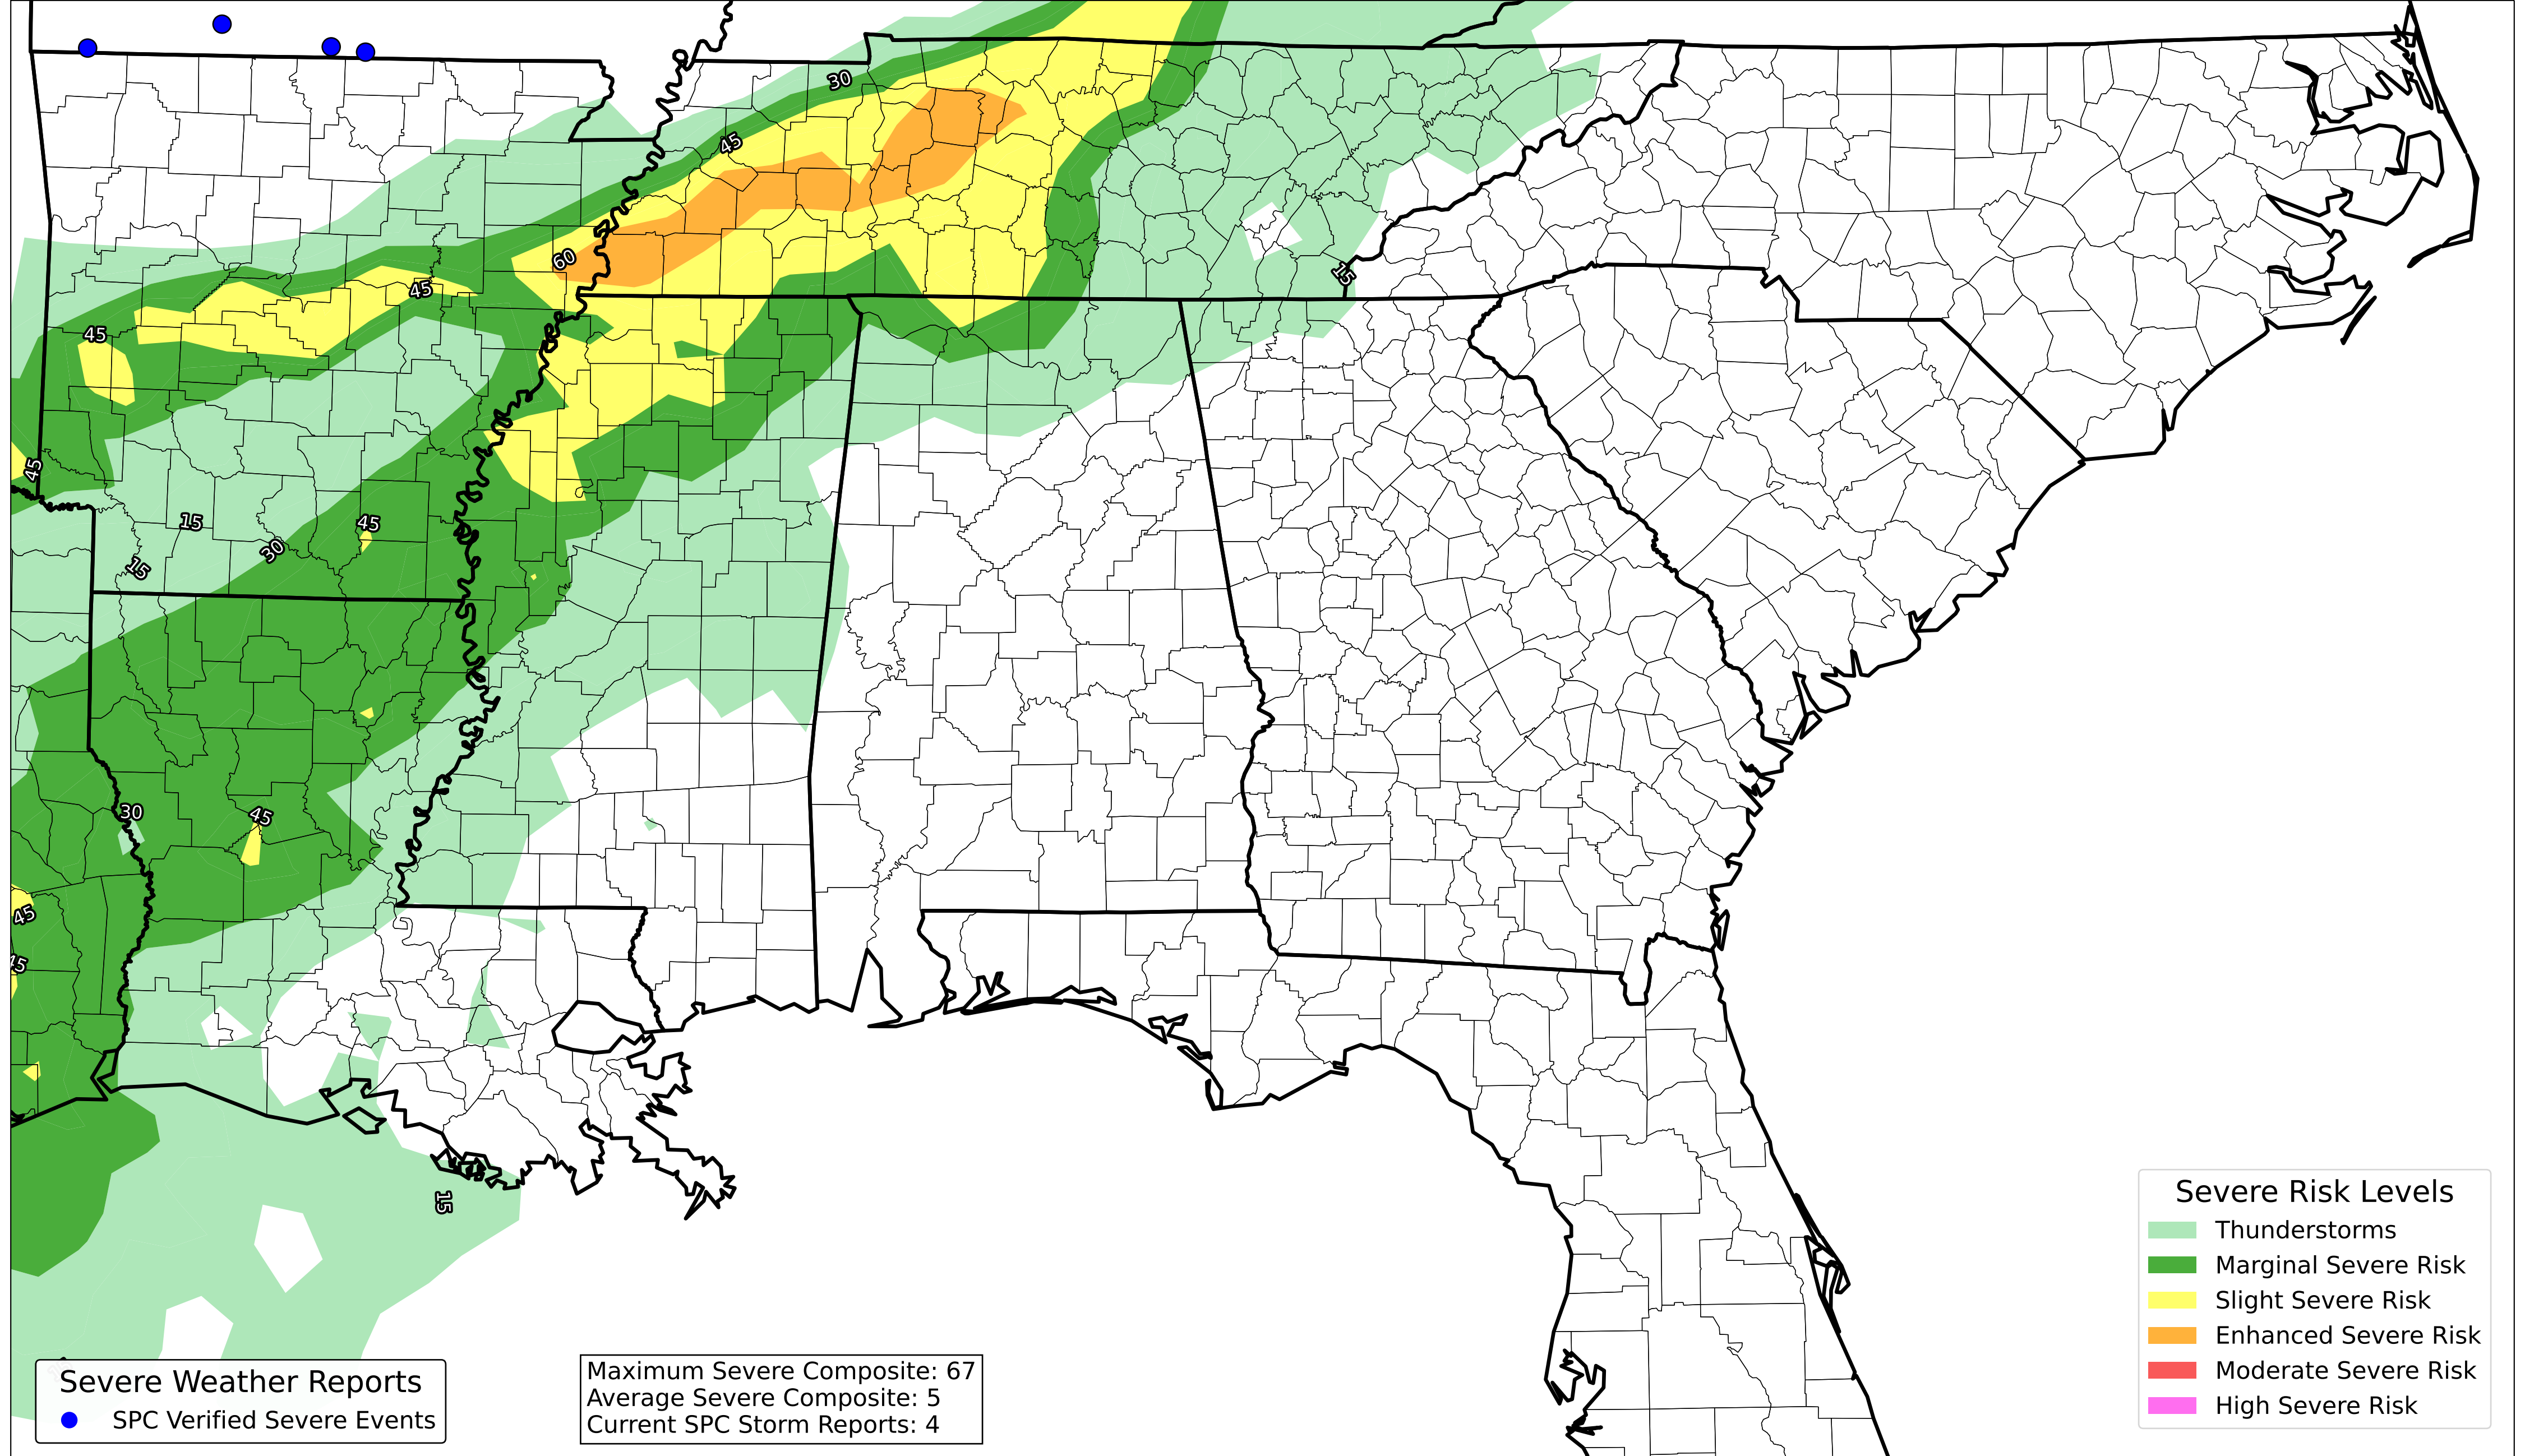 30
45
15
60
45
45
45
15
45
30
15
30
45
45
45
15
Severe Risk Levels
Thunderstorms
Marginal Severe Risk
Slight Severe Risk
Enhanced Severe Risk
Moderate Severe Risk
High Severe Risk
Maximum Severe Composite: 67
Average Severe Composite: 5
Current SPC Storm Reports: 4
Severe Weather Reports
SPC Verified Severe Events